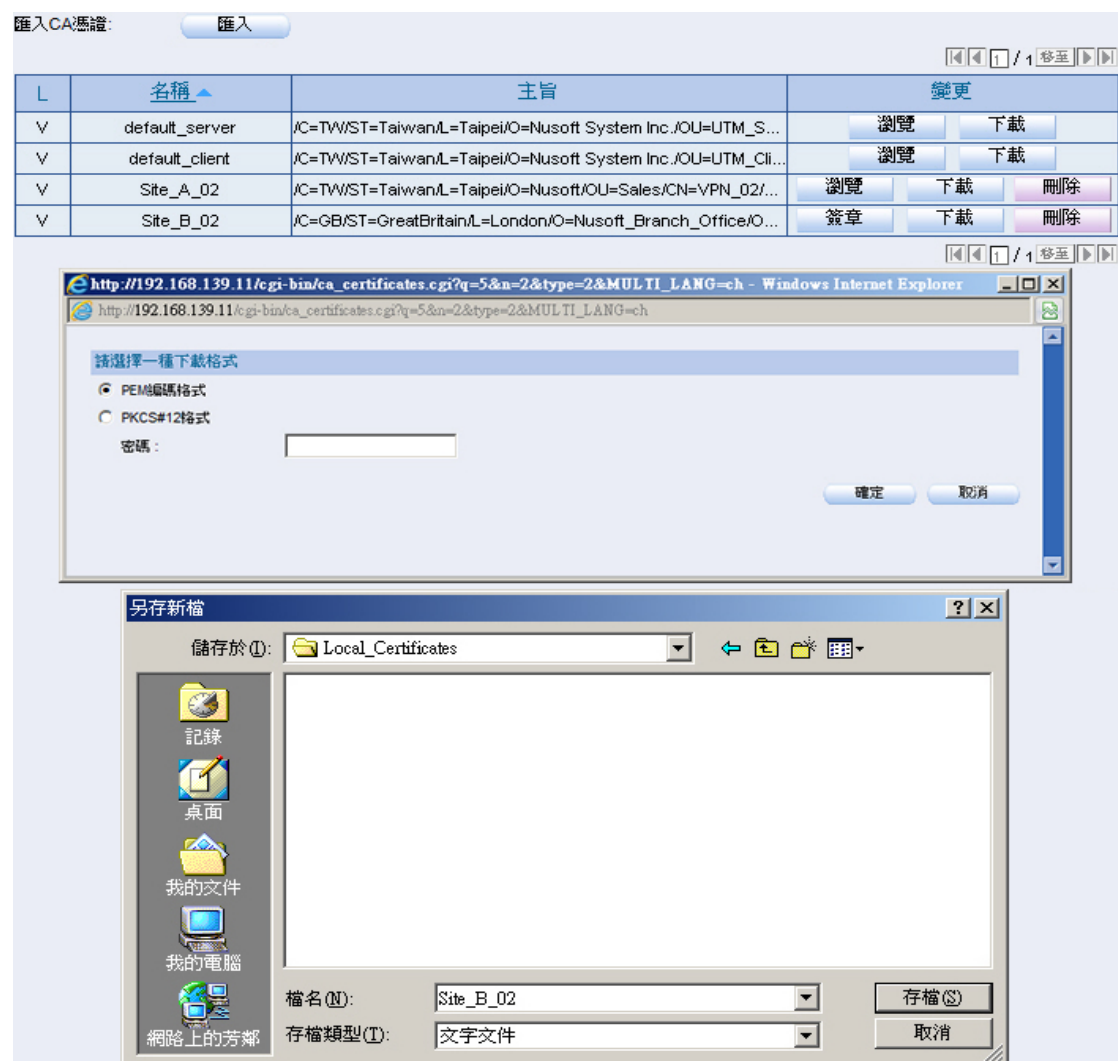 匯入CA憑證: 匯入
1 / 1 移至
L 名稱 主旨 變更
V default_server /C=TW/ST=Taiwan/L=Taipei/O=Nusoft System Inc./OU=UTM_S... 瀏覽 下載
V default_client /C=TW/ST=Taiwan/L=Taipei/O=Nusoft System Inc./OU=UTM_Cli... 瀏覽 下載
V Site_A_02 /C=TW/ST=Taiwan/L=Taipei/O=Nusoft/OU=Sales/CN=VPN_02/... 瀏覽 下載 刪除
V Site_B_02 /C=GB/ST=GreatBritain/L=London/O=Nusoft_Branch_Office/O... 簽章 下載 刪除
1 / 1 移至
http://192.168.139.11/cgi-bin/ca_certificates.cgi?q=5&n=2&type=2&MULTI_LANG=ch - Windows Internet Explorer
http://192.168.139.11/cgi-bin/ca_certificates.cgi?q=5&n=2&type=2&MULTI_LANG=ch
請選擇一種下載格式
PEM編碼格式
PKCS#12格式
密碼 :
確定 取消
另存新檔
儲存於(I): Local_Certificates
記錄
桌面
我的文件
我的電腦
網路上的芳鄰
檔名(N): Site_B_02 存檔(S)
存檔類型(T): 文字文件 取消